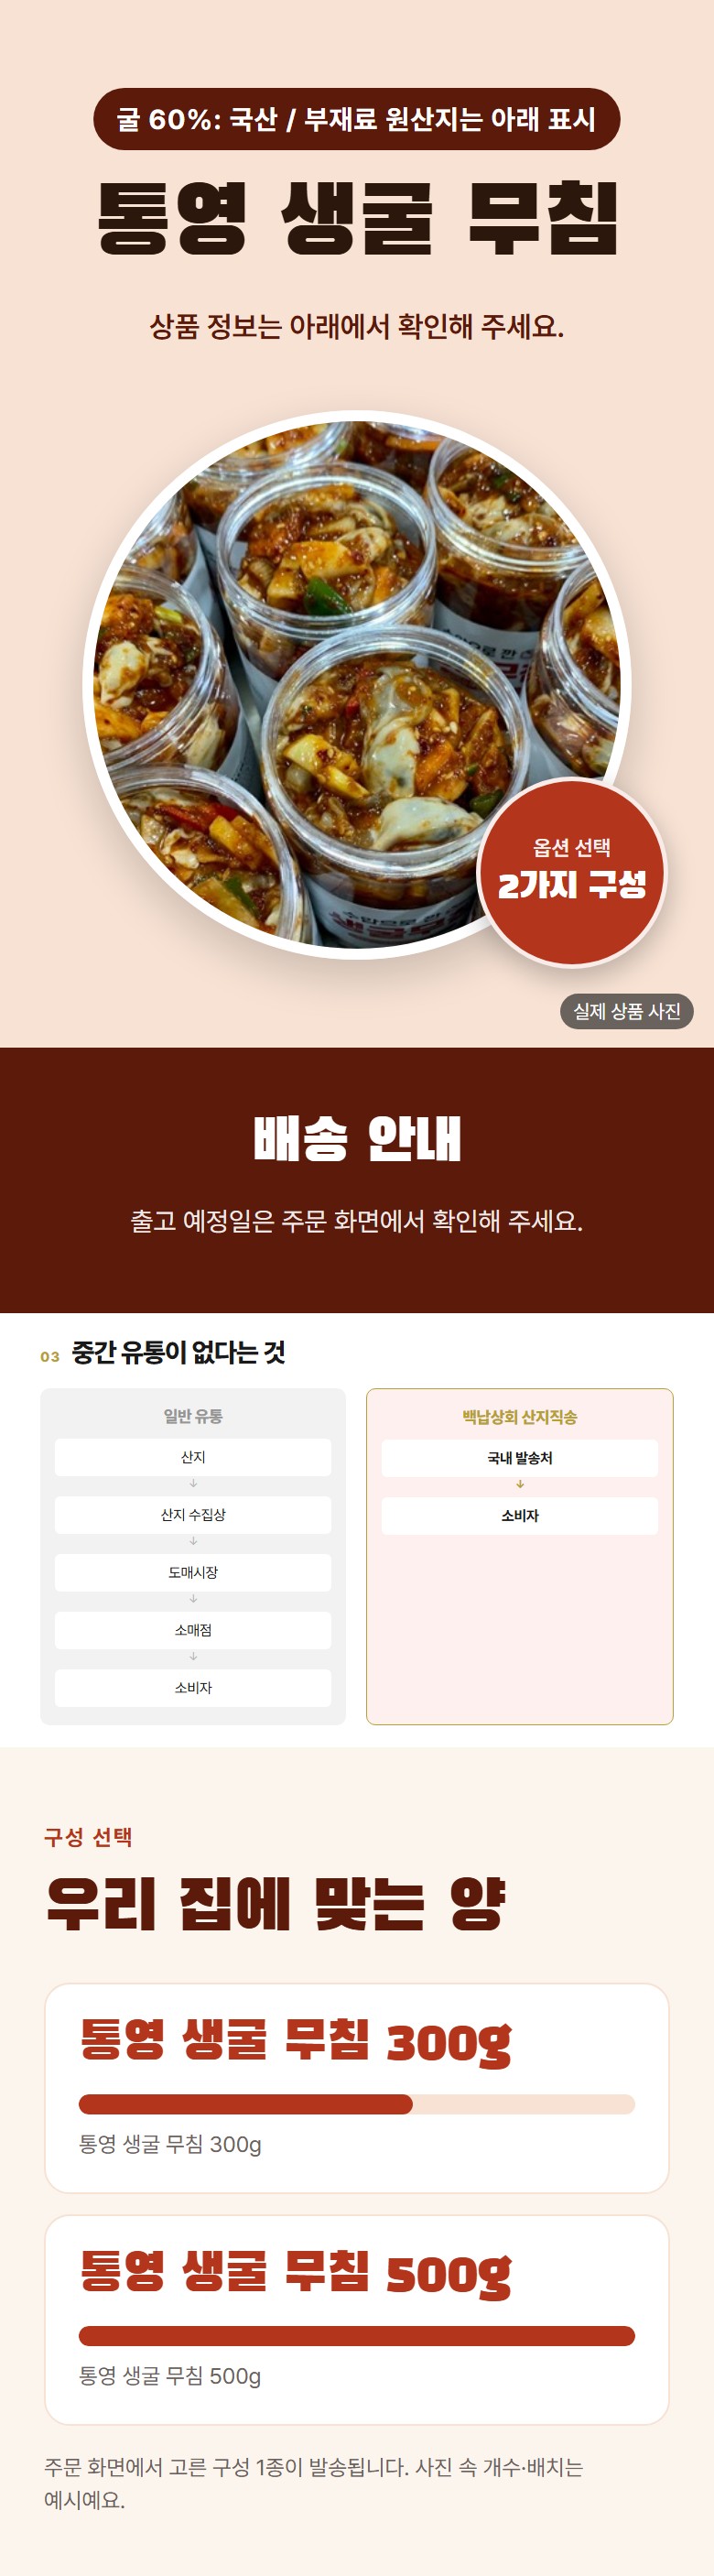 굴 60%: 국산 / 부재료 원산지는 아래 표시
통영 생굴 무침
상품 정보는 아래에서 확인해 주세요.
옵션 선택
2가지 구성
실제 상품 사진
배송 안내
출고 예정일은 주문 화면에서 확인해 주세요.
03 중간 유통이 없다는 것
일반 유통
산지
↓
산지 수집상
↓
도매시장
↓
소매점
↓
소비자
백납상회 산지직송
국내 발송처
↓
소비자
구성 선택
우리 집에 맞는 양
통영 생굴 무침 300g
통영 생굴 무침 300g
통영 생굴 무침 500g
통영 생굴 무침 500g
주문 화면에서 고른 구성 1종이 발송됩니다. 사진 속 개수·배치는
예시예요.